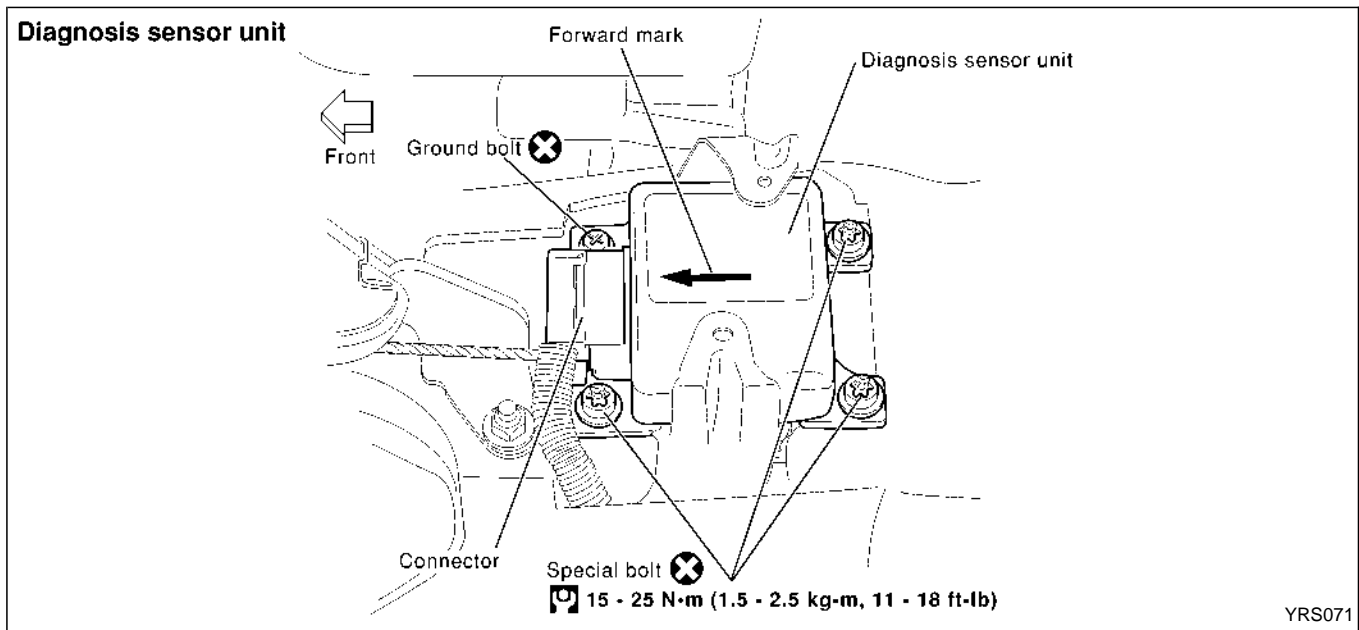 Diagnosis sensor unit
Forward mark
Diagnosis sensor unit
Front
Ground bolt
Connector
Special bolt
15 - 25 N•m (1.5 - 2.5 kg-m, 11 - 18 ft-lb)
YRS071